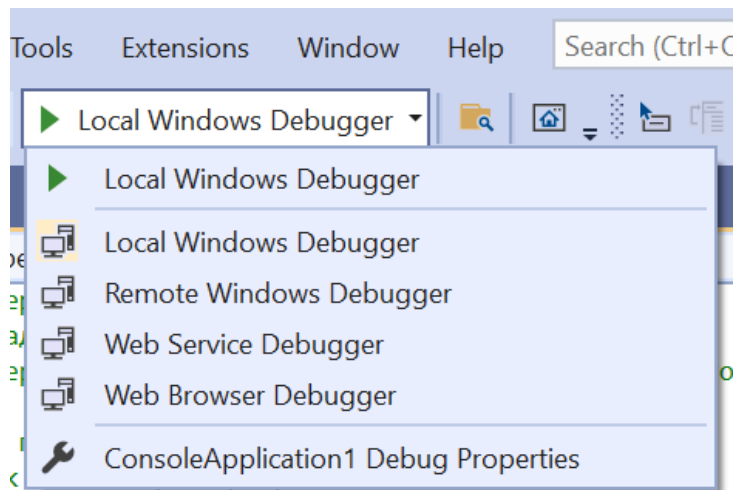 Tools Extensions Window Help Search (Ctrl+
Local Windows Debugger
Local Windows Debugger
Local Windows Debugger
Remote Windows Debugger
Web Service Debugger
Web Browser Debugger
ConsoleApplication1 Debug Properties